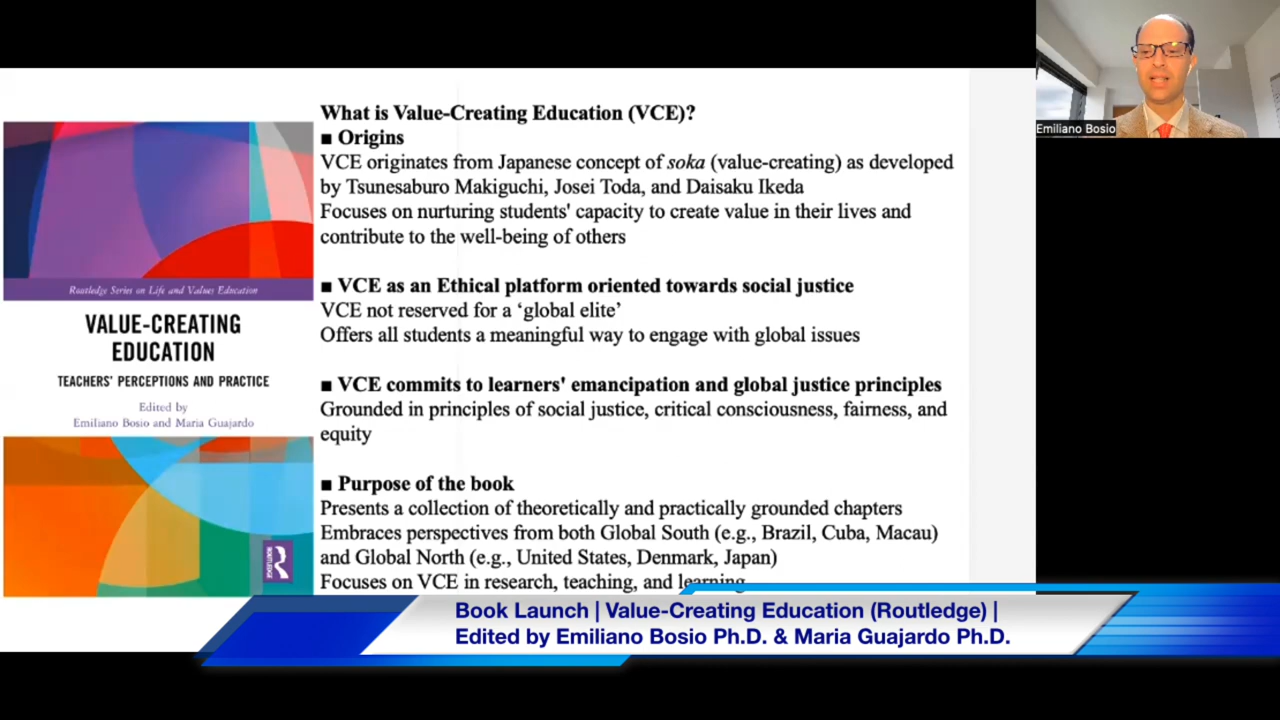 What is Value-Creating Education (VCE)?
■ Origins
VCE originates from Japanese concept of soka (value-creating) as developed
by Tsunesaburo Makiguchi, Josei Toda, and Daisaku Ikeda
Focuses on nurturing students' capacity to create value in their lives and
contribute to the well-being of others
■ VCE as an Ethical platform oriented towards social justice
VCE not reserved for a ‘global elite’
Offers all students a meaningful way to engage with global issues
■ VCE commits to learners' emancipation and global justice principles
Grounded in principles of social justice, critical consciousness, fairness, and
equity
■ Purpose of the book
Presents a collection of theoretically and practically grounded chapters
Embraces perspectives from both Global South (e.g., Brazil, Cuba, Macau)
and Global North (e.g., United States, Denmark, Japan)
Focuses on VCE in research, teaching, and learning
Routledge Series on Life and Values Education
VALUE-CREATING
EDUCATION
TEACHERS' PERCEPTIONS AND PRACTICE
Edited by
Emiliano Bosio and Maria Guajardo
ROUTLEDGE
Emiliano Bosio
Book Launch | Value-Creating Education (Routledge) |
Edited by Emiliano Bosio Ph.D. & Maria Guajardo Ph.D.